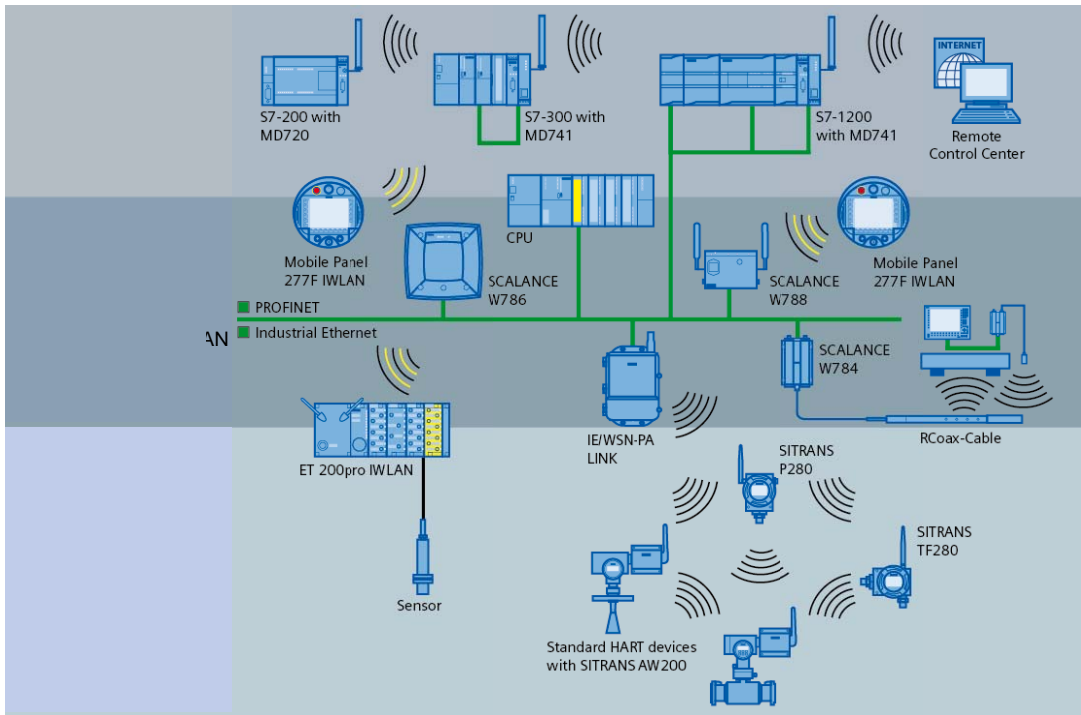 INTERNET
S7-200 with
MD720
S7-300 with
MD741
S7-1200
with MD741
Remote
Control Center
CPU
Mobile Panel
277F IWLAN
SCALANCE
W786
SCALANCE
W788
Mobile Panel
277F IWLAN
PROFINET
Industrial Ethernet
AN
SCALANCE
W784
RCoax-Cable
IE/WSN-PA
LINK
ET 200pro IWLAN
SITRANS
P280
SITRANS
TF280
Sensor
Standard HART devices
with SITRANS AW200